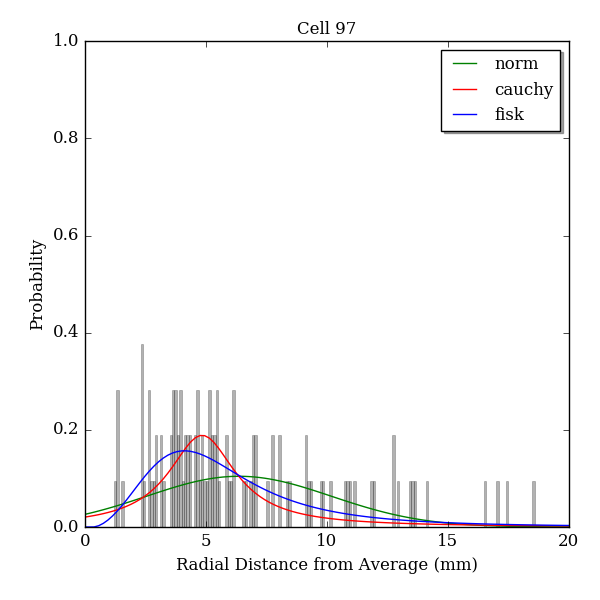 Cell 97
1.0
0.8
0.6
0.4
0.2
0.0
Probability
norm
cauchy
fisk
0 5 10 15 20
Radial Distance from Average (mm)